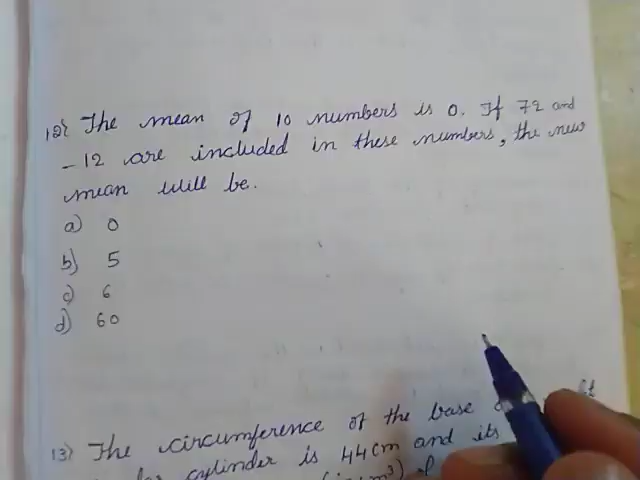 12) The mean of 10 numbers is 0. If 72 and
-12 are included in these numbers, the new
mean will be.
a) 0
b) 5
c) 6
d) 60
13) The circumference of the base
cylinder is 44cm and its